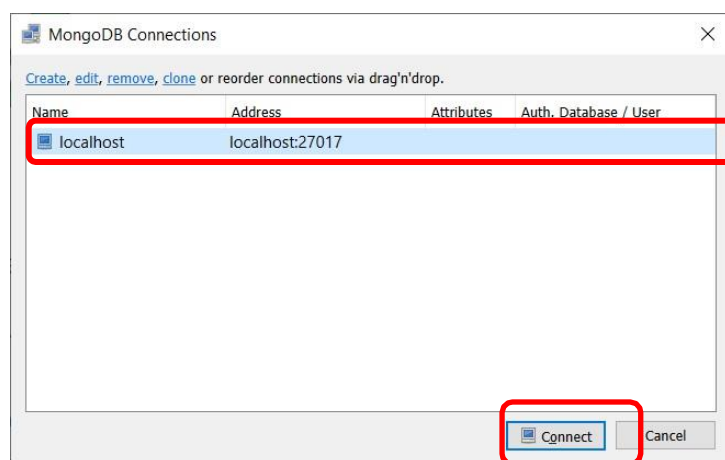 MongoDB Connections
Create, edit, remove, clone or reorder connections via drag'n'drop.
Name Address Attributes Auth. Database / User
localhost localhost:27017
Connect Cancel